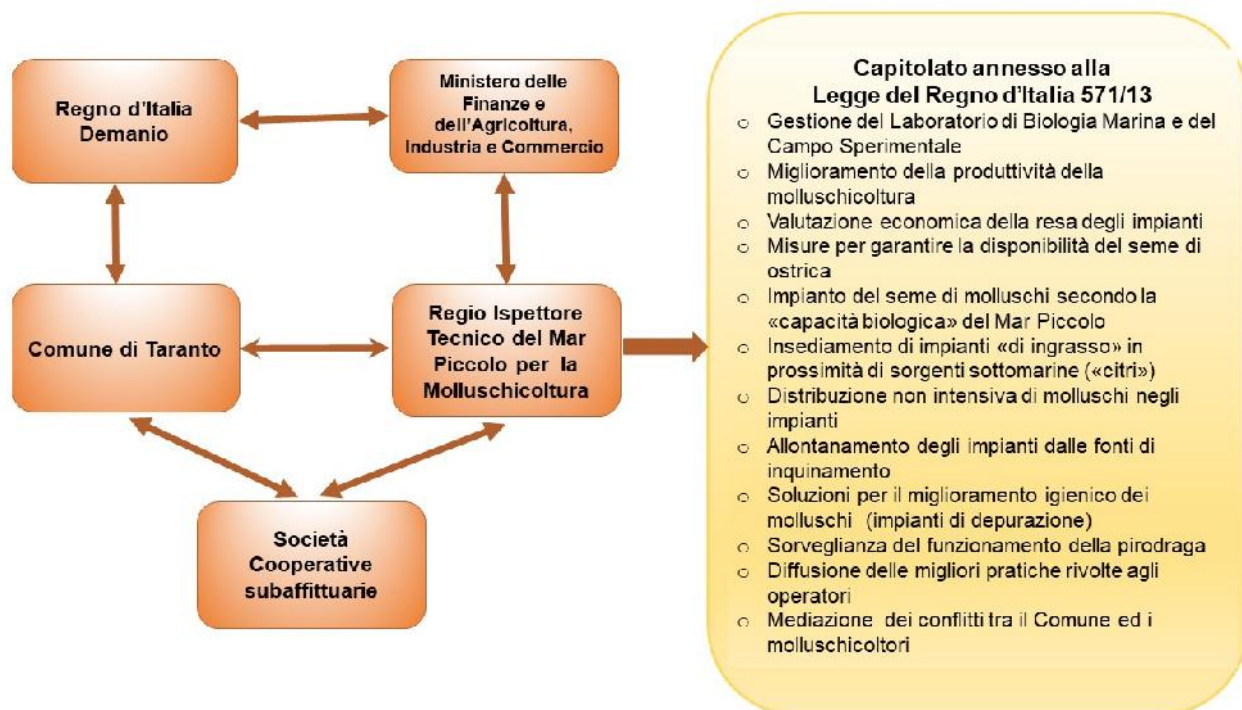 Regno d'Italia
Demanio
Ministero delle
Finanze e
dell'Agricoltura,
Industria e Commercio
Comune di Taranto
Regio Ispettore
Tecnico del Mar
Piccolo per la
Molluschicoltura
Società
Cooperative
subaffittuarie
Capitolato annesso alla
Legge del Regno d'Italia 571/13
o Gestione del Laboratorio di Biologia Marina e del
Campo Sperimentale
o Miglioramento della produttività della
molluschicoltura
o Valutazione economica della resa degli impianti
o Misure per garantire la disponibilità del seme di
ostrica
o Impianto del seme di molluschi secondo la
«capacità biologica» del Mar Piccolo
o Insediamento di impianti «di ingrasso» in
prossimità di sorgenti sottomarine («citri»)
o Distribuzione non intensiva di molluschi negli
impianti
o Allontanamento degli impianti dalle fonti di
inquinamento
o Soluzioni per il miglioramento igienico dei
molluschi (impianti di depurazione)
o Sorveglianza del funzionamento della pirodraga
o Diffusione delle migliori pratiche rivolte agli
operatori
o Mediazione dei conflitti tra il Comune ed i
molluschicoltori